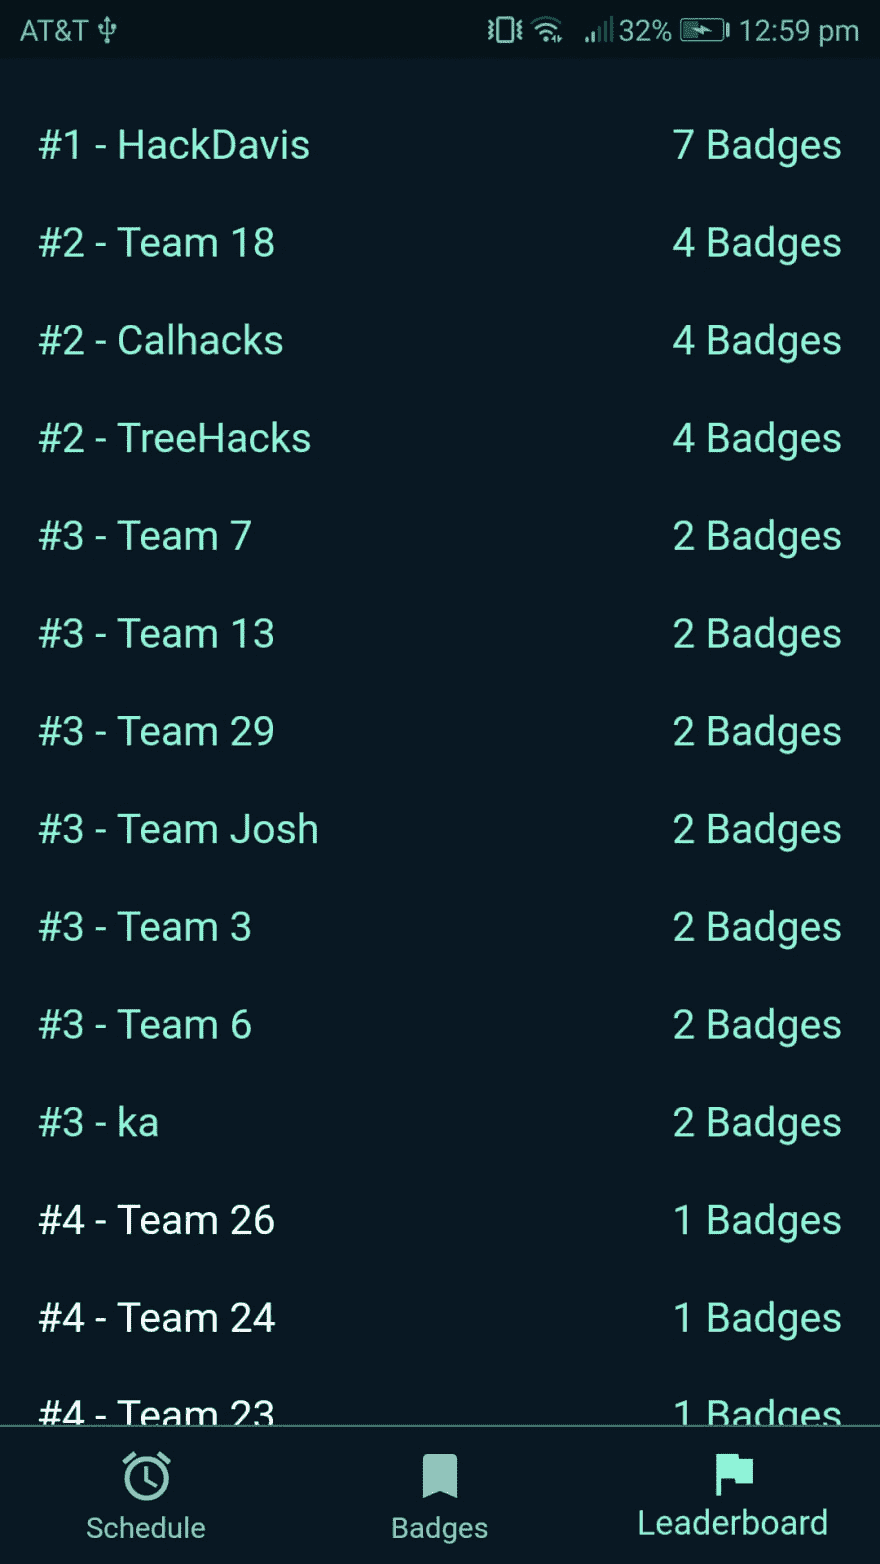 AT&T 32% 12:59 pm
#1 - HackDavis 7 Badges
#2 - Team 18 4 Badges
#2 - Calhacks 4 Badges
#2 - TreeHacks 4 Badges
#3 - Team 7 2 Badges
#3 - Team 13 2 Badges
#3 - Team 29 2 Badges
#3 - Team Josh 2 Badges
#3 - Team 3 2 Badges
#3 - Team 6 2 Badges
#3 - ka 2 Badges
#4 - Team 26 1 Badges
#4 - Team 24 1 Badges
#4 - Team 23 1 Badges
Schedule Badges Leaderboard